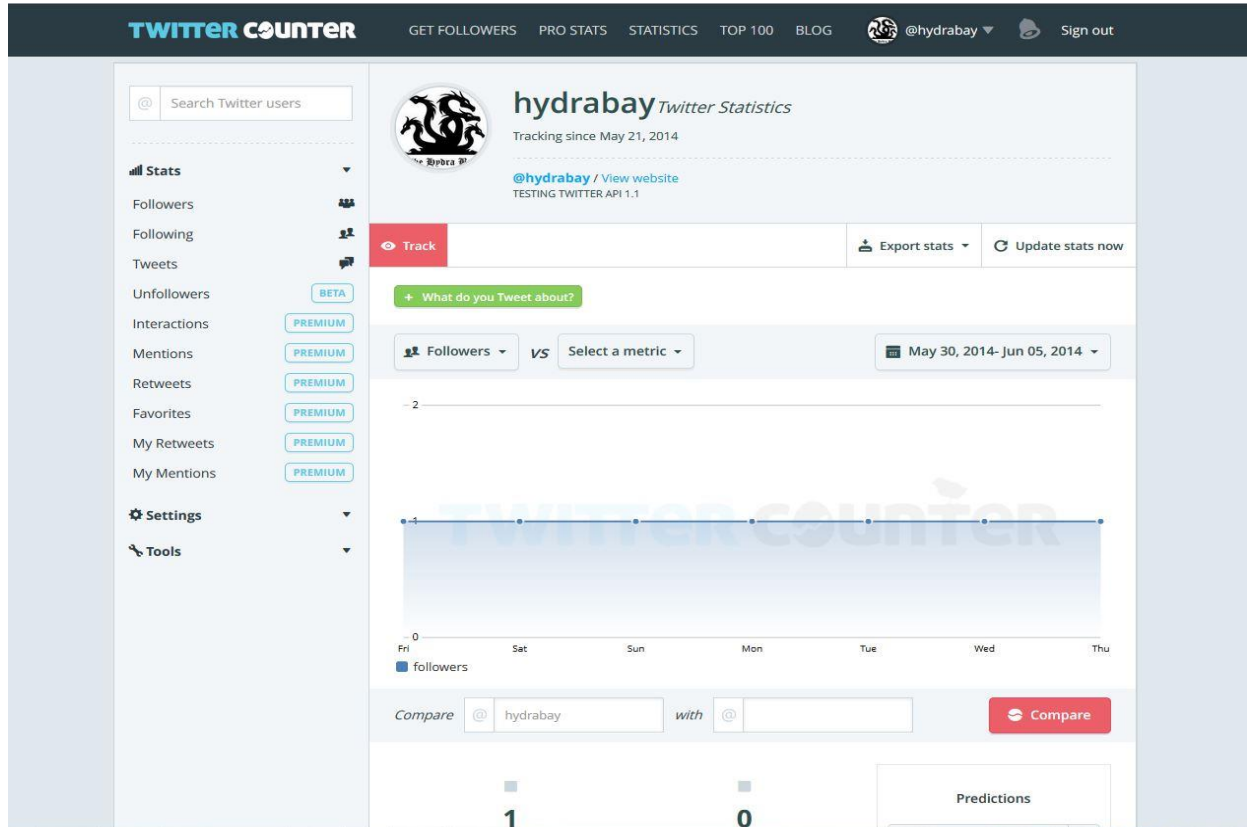 TWITTER COUNTER GET FOLLOWERS PRO STATS STATISTICS TOP 100 BLOG @hydrabay Sign out
@ Search Twitter users
Stats
Followers
Following
Tweets
Unfollowers BETA
Interactions PREMIUM
Mentions PREMIUM
Retweets PREMIUM
Favorites PREMIUM
My Retweets PREMIUM
My Mentions PREMIUM
Settings
Tools
hydrabay Twitter Statistics
Tracking since May 21, 2014
Hydra
@hydrabay / View website
TESTING TWITTER API 1.1
Track Export stats Update stats now
+ What do you Tweet about?
Followers VS Select a metric May 30, 2014- Jun 05, 2014
2
TWITTER COUNTER
1
0
Fri Sat Sun Mon Tue Wed Thu
followers
Compare @ hydrabay with @ Compare
1 0 Predictions